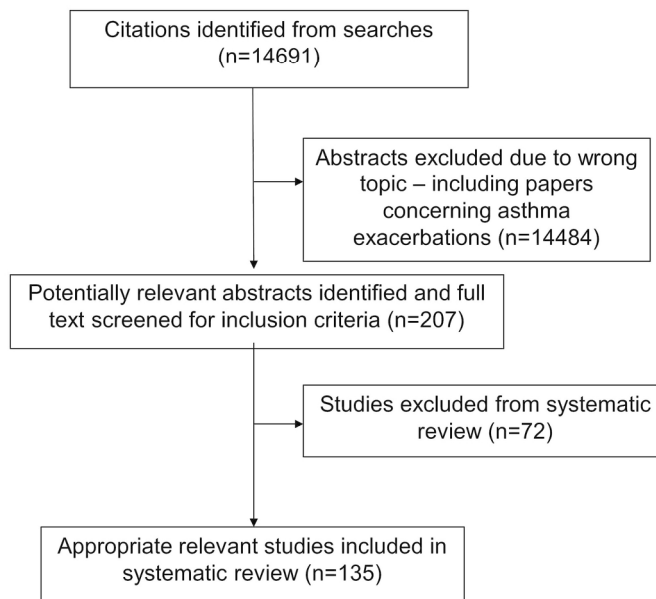 Citations identified from searches
(n=14691)
Abstracts excluded due to wrong
topic – including papers
concerning asthma
exacerbations (n=14484)
Potentially relevant abstracts identified and full
text screened for inclusion criteria (n=207)
Studies excluded from systematic
review (n=72)
Appropriate relevant studies included in
systematic review (n=135)